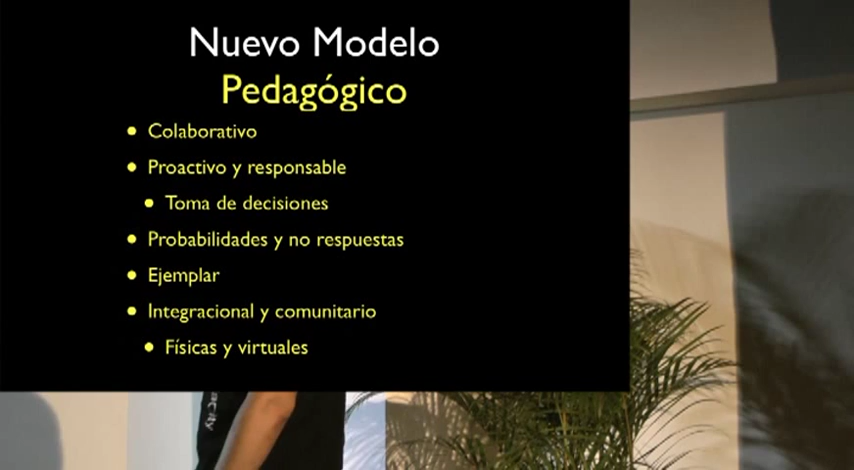 Nuevo Modelo
Pedagógico
• Colaborativo
• Proactivo y responsable
• Toma de decisiones
• Probabilidades y no respuestas
• Ejemplar
• Integracional y comunitario
• Físicas y virtuales